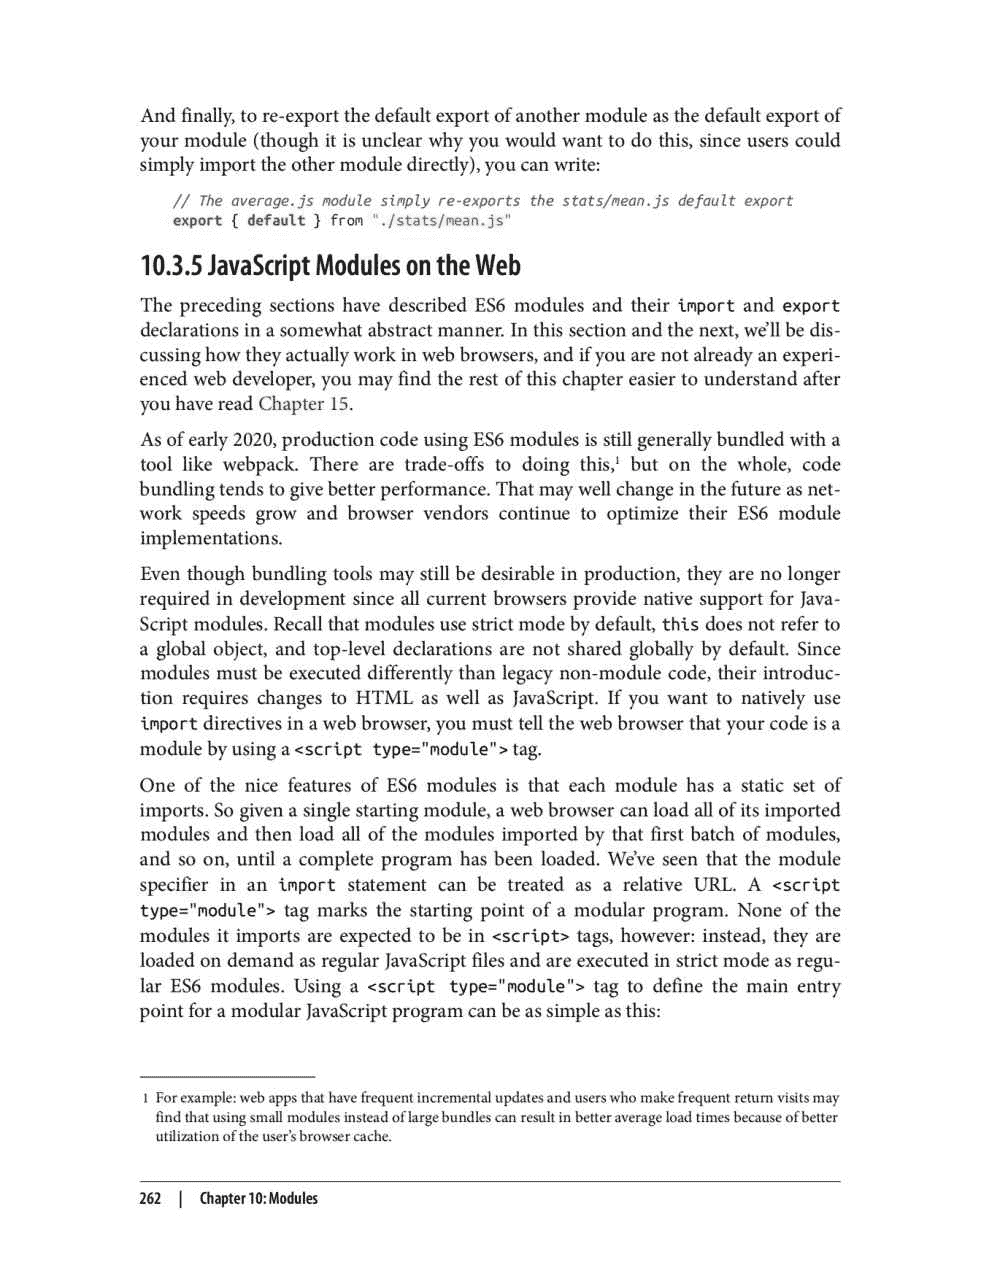 And finally, to re-export the default export of another module as the default export of
your module (though it is unclear why you would want to do this, since users could
simply import the other module directly), you can write:
// The average.js module simply re-exports the stats/mean.js default export
export { default } from "./stats/mean.js"
10.3.5 JavaScript Modules on the Web
The preceding sections have described ES6 modules and their import and export
declarations in a somewhat abstract manner. In this section and the next, we’ll be dis-
cussing how they actually work in web browsers, and if you are not already an experi-
enced web developer, you may find the rest of this chapter easier to understand after
you have read Chapter 15.
As of early 2020, production code using ES6 modules is still generally bundled with a
tool like webpack. There are trade-offs to doing this,1 but on the whole, code
bundling tends to give better performance. That may well change in the future as net-
work speeds grow and browser vendors continue to optimize their ES6 module
implementations.
Even though bundling tools may still be desirable in production, they are no longer
required in development since all current browsers provide native support for Java-
Script modules. Recall that modules use strict mode by default, this does not refer to
a global object, and top-level declarations are not shared globally by default. Since
modules must be executed differently than legacy non-module code, their introduc-
tion requires changes to HTML as well as JavaScript. If you want to natively use
import directives in a web browser, you must tell the web browser that your code is a
module by using a <script type="module"> tag.
One of the nice features of ES6 modules is that each module has a static set of
imports. So given a single starting module, a web browser can load all of its imported
modules and then load all of the modules imported by that first batch of modules,
and so on, until a complete program has been loaded. We’ve seen that the module
specifier in an import statement can be treated as a relative URL. A <script
type="module"> tag marks the starting point of a modular program. None of the
modules it imports are expected to be in <script> tags, however: instead, they are
loaded on demand as regular JavaScript files and are executed in strict mode as regu-
lar ES6 modules. Using a <script type="module"> tag to define the main entry
point for a modular JavaScript program can be as simple as this:
1 For example: web apps that have frequent incremental updates and users who make frequent return visits may
find that using small modules instead of large bundles can result in better average load times because of better
utilization of the user’s browser cache.
262 | Chapter 10: Modules